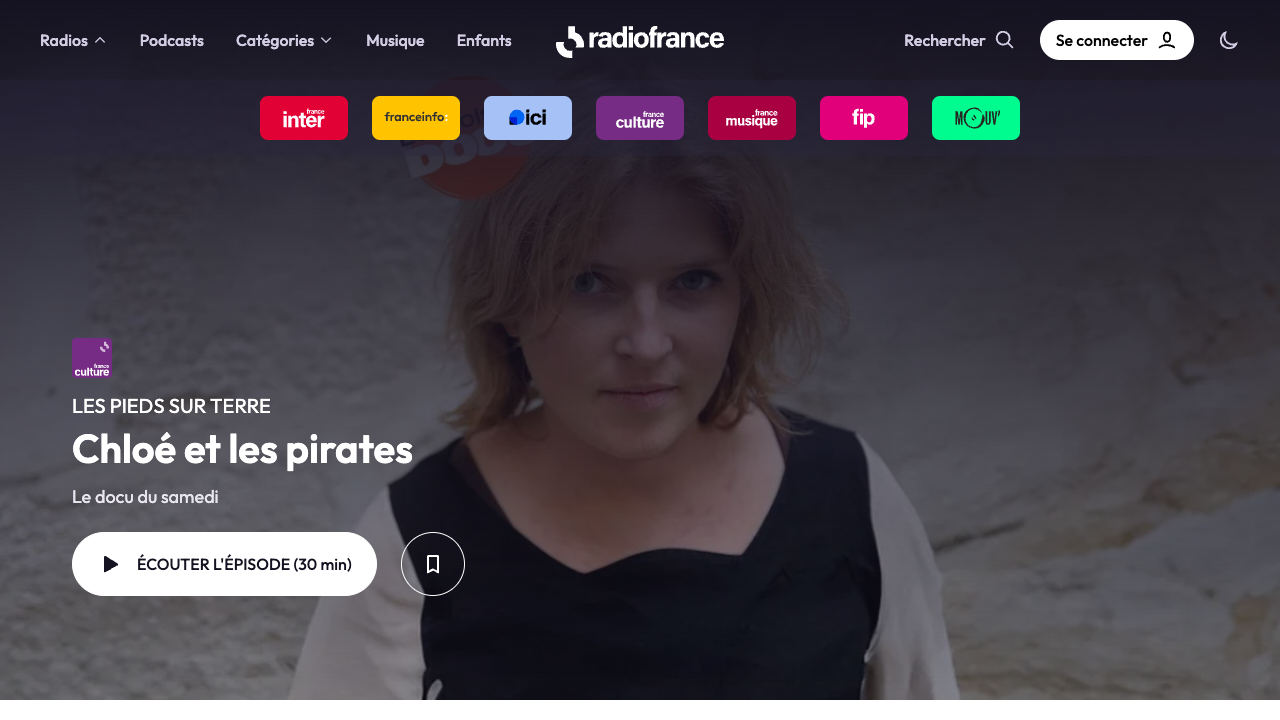 Radios
Podcasts
Catégories
Musique
Enfants
radiofrance
Rechercher
Se connecter
france
inter
franceinfo:
ici
france
culture
france
musique
fip
MOUV'
france
culture
LES PIEDS SUR TERRE
Chloé et les pirates
Le docu du samedi
ÉCOUTER L'ÉPISODE (30 min)